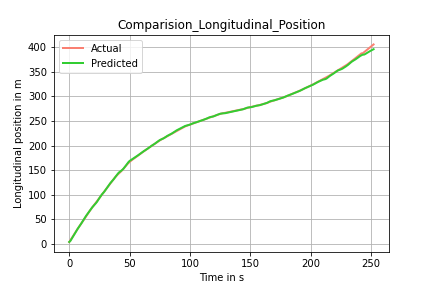 Comparision_Longitudinal_Position
Actual
Predicted
Longitudinal position in m
400
350
300
250
200
150
100
50
0
0 50 100 150 200 250
Time in s